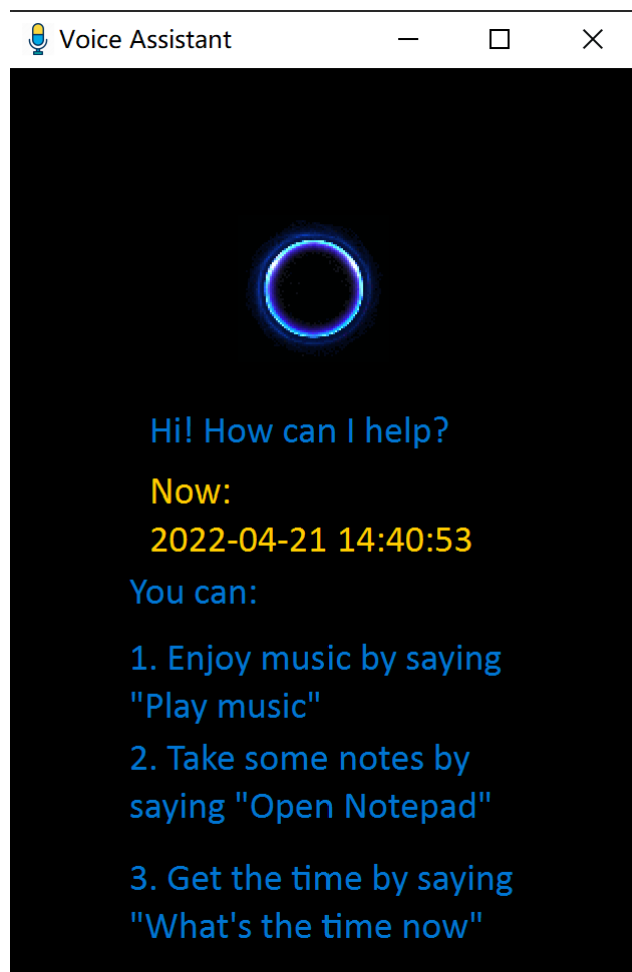 Voice Assistant
Hi! How can I help?
Now:
2022-04-21 14:40:53
You can:
1. Enjoy music by saying
"Play music"
2. Take some notes by
saying "Open Notepad"
3. Get the time by saying
"What's the time now"